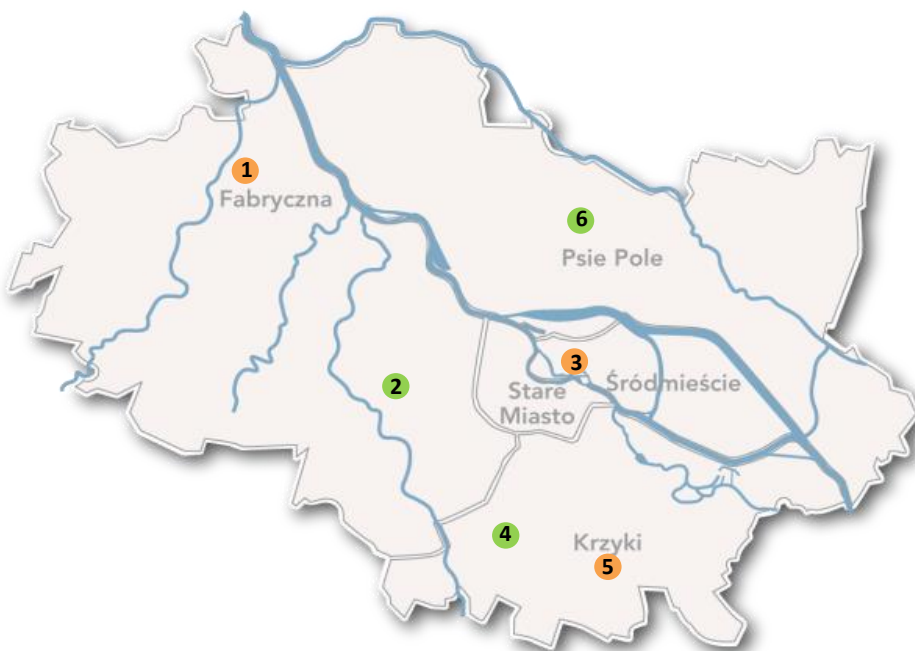 1
Fabryczna
6
Psie Pole
3
2
Stare
Miasto
Śródmieście
4
Krzyki
5